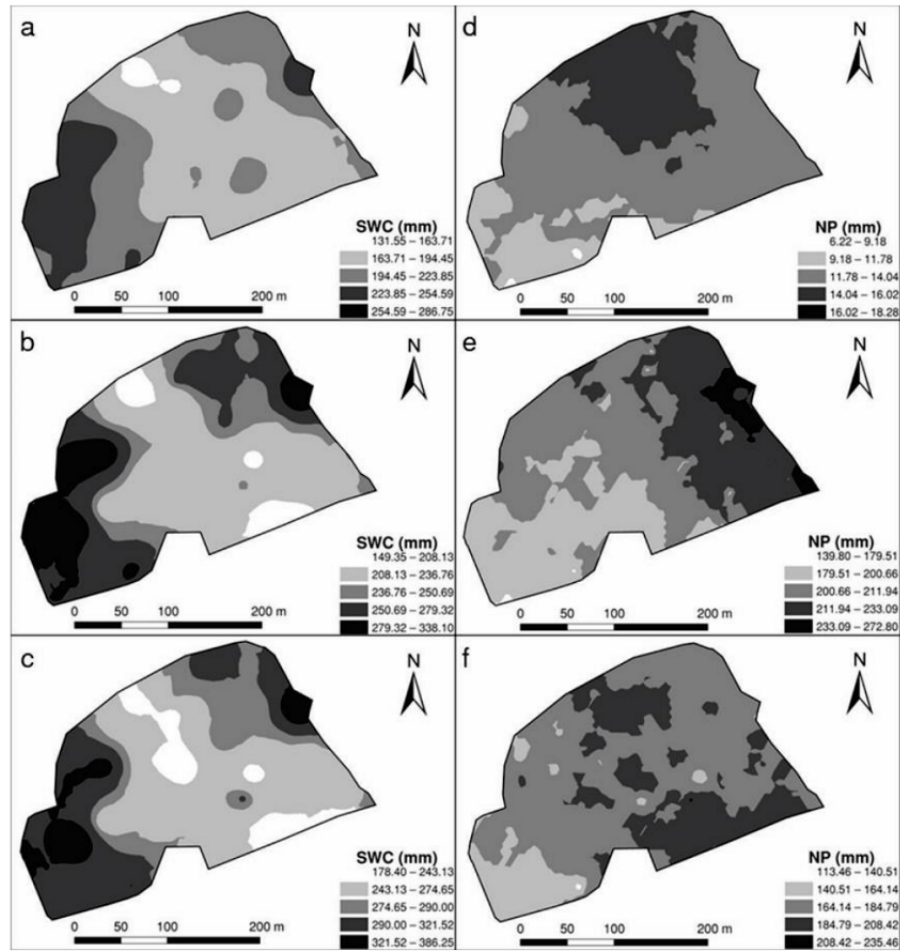 a
N
SWC (mm)
131.55 – 163.71
163.71 – 194.45
194.45 – 223.85
223.85 – 254.59
254.59 – 286.75
0 50 100 200 m
d
N
NP (mm)
6.22 – 9.18
9.18 – 11.78
11.78 – 14.04
14.04 – 16.02
16.02 – 18.28
0 50 100 200 m
b
N
SWC (mm)
149.35 – 208.13
208.13 – 236.76
236.76 – 250.69
250.69 – 279.32
279.32 – 338.10
0 50 100 200 m
e
N
NP (mm)
139.80 – 179.51
179.51 – 200.66
200.66 – 211.94
211.94 – 233.09
233.09 – 272.80
0 50 100 200 m
c
N
SWC (mm)
178.40 – 243.13
243.13 – 274.65
274.65 – 290.00
290.00 – 321.52
321.52 – 386.25
0 50 100 200 m
f
N
NP (mm)
113.46 – 140.51
140.51 – 164.14
164.14 – 184.79
184.79 – 208.42
208.42 – 235.46
0 50 100 200 m